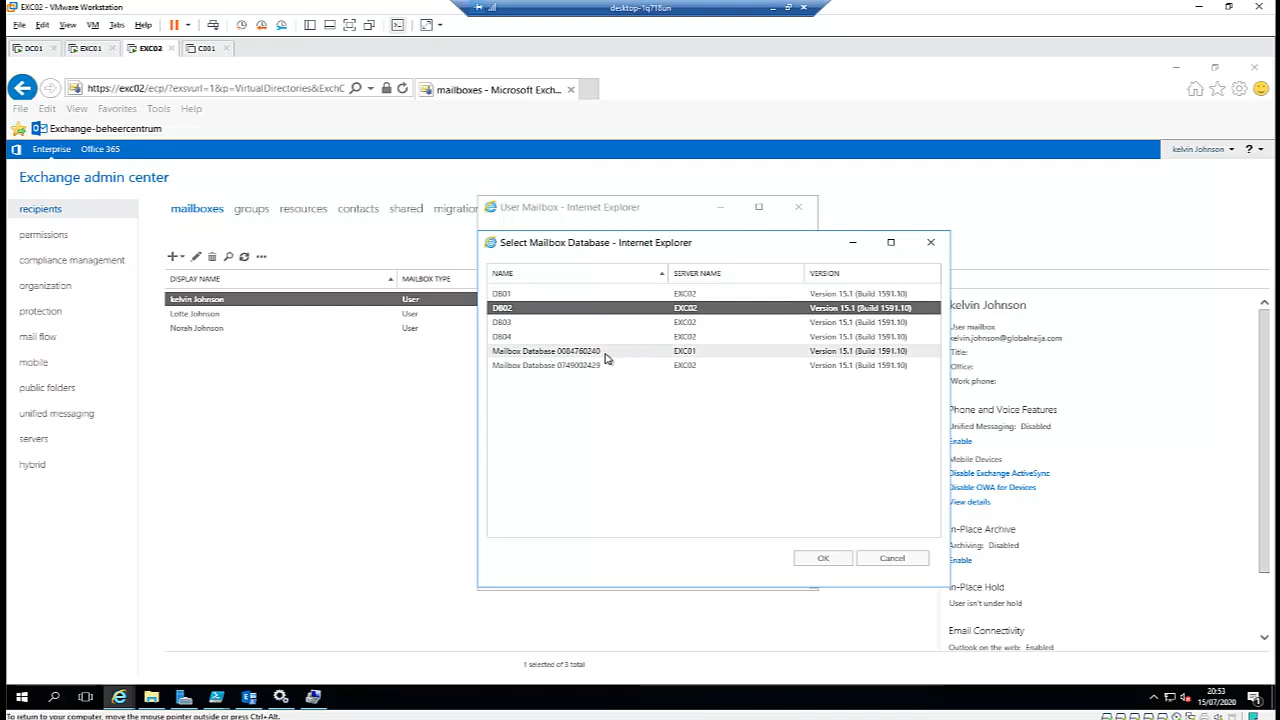 EXC02 - VMware Workstation
desktop-1q718un
File Edit View VM Tabs Help
DC01 EXC01 EXC02 C001
https://exc02/ecp/?exsvurl=1&p=VirtualDirectories&ExchC
mailboxes - Microsoft Exch...
File Edit View Favorites Tools Help
Exchange-beheercentrum
Enterprise Office 365
kelvin Johnson ?
Exchange admin center
recipients
permissions
compliance management
organization
protection
mail flow
mobile
public folders
unified messaging
servers
hybrid
mailboxes groups resources contacts shared migration
DISPLAY NAME MAILBOX TYPE
kelvin Johnson User
Lotte Johnson User
Norah Johnson User
1 selected of 3 total
User Mailbox - Internet Explorer
Select Mailbox Database - Internet Explorer
NAME SERVER NAME VERSION
DB01 EXC02 Version 15.1 (Build 1591.10)
DB02 EXC02 Version 15.1 (Build 1591.10)
DB03 EXC02 Version 15.1 (Build 1591.10)
DB04 EXC02 Version 15.1 (Build 1591.10)
Mailbox Database 0084760240 EXC01 Version 15.1 (Build 1591.10)
Mailbox Database 0749002429 EXC02 Version 15.1 (Build 1591.10)
OK Cancel
kelvin Johnson
User mailbox
kelvin.johnson@globalnaija.com
Title:
Office:
Work phone:
Phone and Voice Features
Unified Messaging: Disabled
Enable
Mobile Devices
Disable Exchange ActiveSync
Disable OWA for Devices
View details
In-Place Archive
Archiving: Disabled
Enable
In-Place Hold
User isn't under hold
Email Connectivity
Outlook on the web: Enabled
20:53
15/07/2020
To return to your computer, move the mouse pointer outside or press Ctrl+Alt.